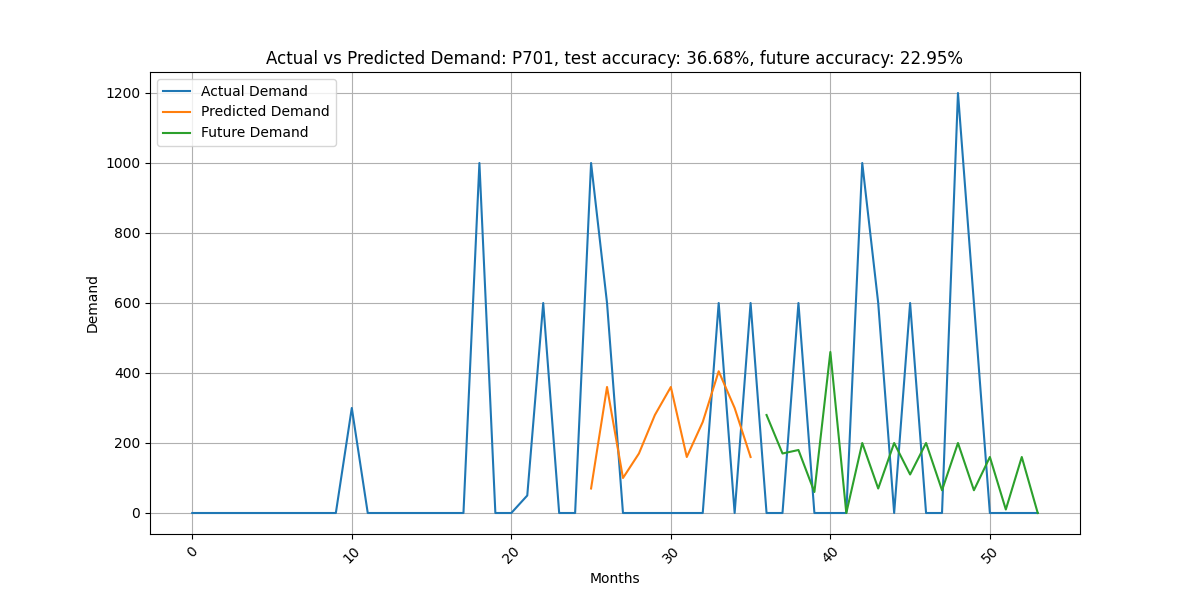 Actual vs Predicted Demand: P701, test accuracy: 36.68%, future accuracy: 22.95%
Actual Demand
Predicted Demand
Future Demand
1200
1000
800
600
400
200
0
Demand
0
10
20
30
40
50
Months